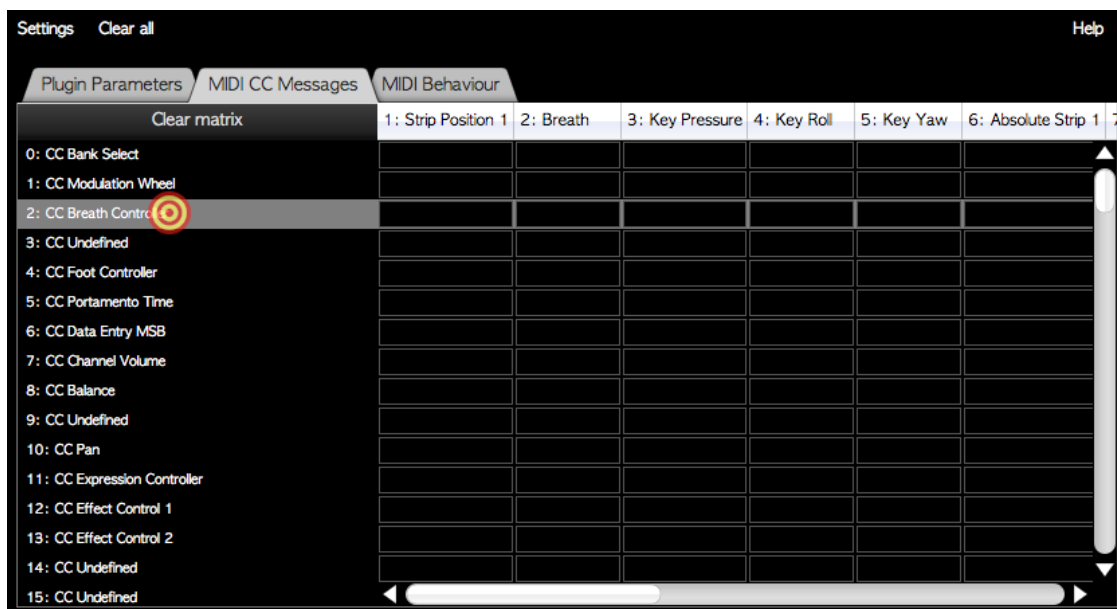 Settings Clear all Help
Plugin Parameters MIDI CC Messages MIDI Behaviour
Clear matrix 1: Strip Position 1 2: Breath 3: Key Pressure 4: Key Roll 5: Key Yaw 6: Absolute Strip 1 7
0: CC Bank Select
1: CC Modulation Wheel
2: CC Breath
3: CC Undefined
4: CC Foot Controller
5: CC Portamento Time
6: CC Data Entry MSB
7: CC Channel Volume
8: CC Balance
9: CC Undefined
10: CC Pan
11: CC Expression Controller
12: CC Effect Control 1
13: CC Effect Control 2
14: CC Undefined
15: CC Undefined